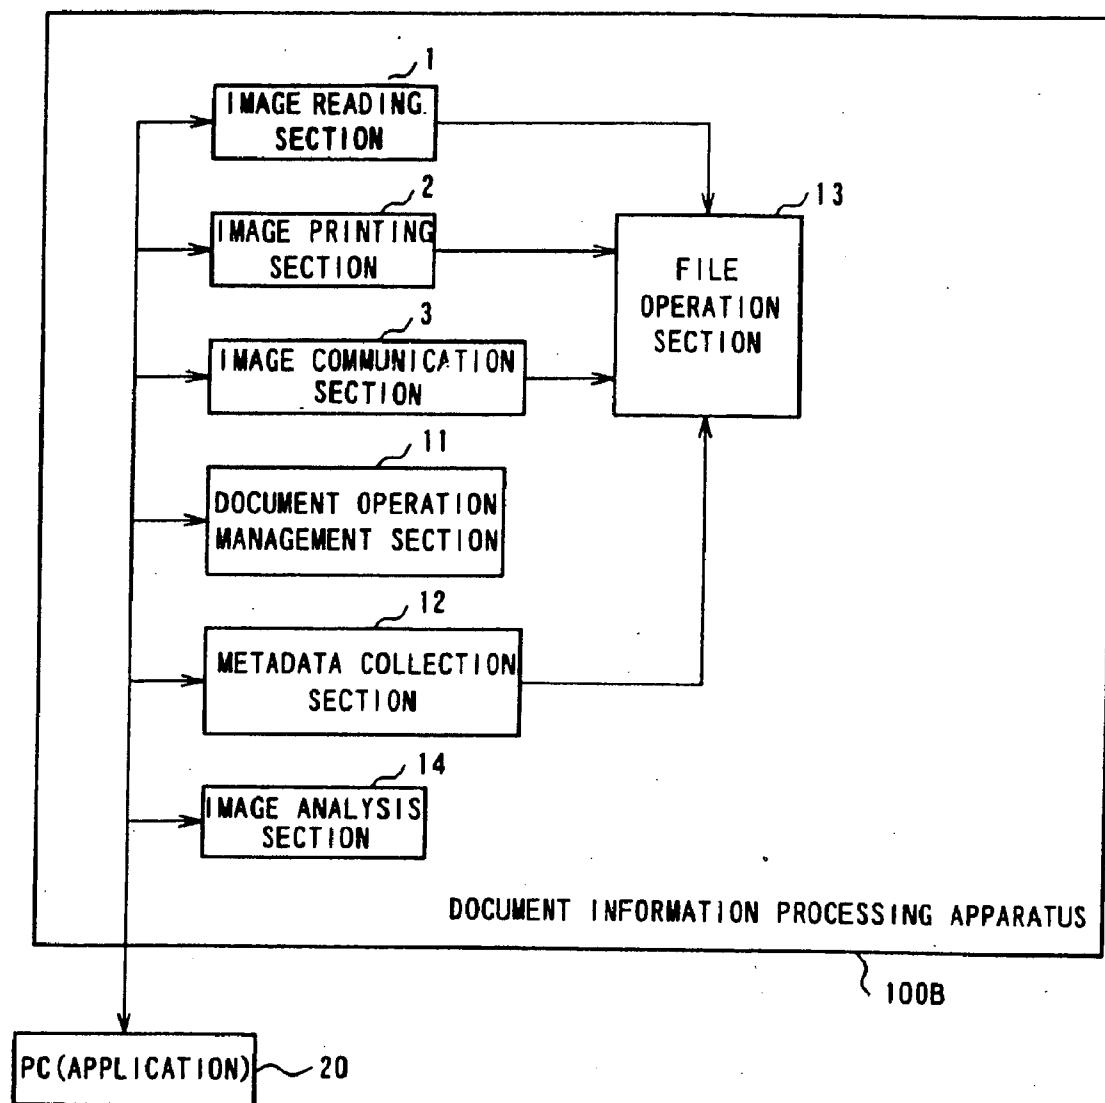 1
IMAGE READING
SECTION
2
IMAGE PRINTING
SECTION
13
FILE
OPERATION
SECTION
3
IMAGE COMMUNICATION
SECTION
11
DOCUMENT OPERATION
MANAGEMENT SECTION
12
METADATA COLLECTION
SECTION
14
IMAGE ANALYSIS
SECTION
DOCUMENT INFORMATION PROCESSING APPARATUS
100B
PC(APPLICATION)
20